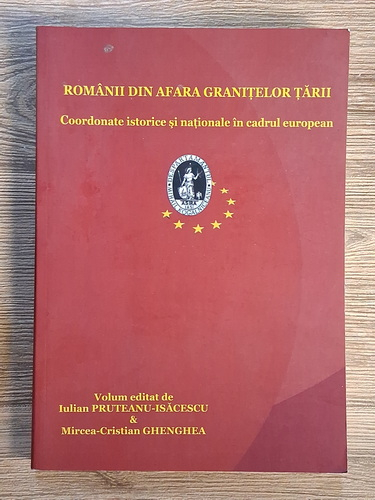 ROMÂNII DIN AFARA GRANIȚELOR ȚĂRII
Coordonate istorice și naționale în cadrul european
Volum editat de
Iulian PRUTEANU-ISĂCESCU
&
Mircea-Cristian GHENGHEA